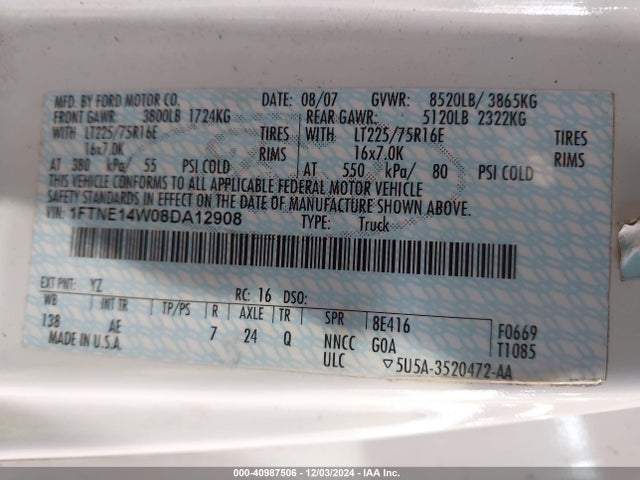 MFD. BY FORD MOTOR CO. DATE: 08/07 GVWR: 8520LB/ 3865KG
FRONT GAWR: 3800LB 1724KG REAR GAWR: 5120LB 2322KG
WITH LT225/75R16E TIRES WITH LT225/75R16E TIRES
16x7.0K RIMS 16x7.0K RIMS
AT 380 kPa/ 55 PSI COLD AT 550 kPa/ 80 PSI COLD
THIS VEHICLE CONFORMS TO ALL APPLICABLE FEDERAL MOTOR VEHICLE
SAFETY STANDARDS IN EFFECT ON THE DATE OF MANUFACTURE SHOWN ABOVE.
VIN: 1FTNE14W08DA12908 TYPE: Truck
EXT PNT: YZ RC: 16 DSO:
WB INT TR TP/PS R AXLE TR SPR 8E416 F0669
138 AE 7 24 Q NNCC GOA T1085
MADE IN U.S.A. ULC ▽5U5A-3520472-AA
000-40987506 - 12/03/2024 - IAA Inc.